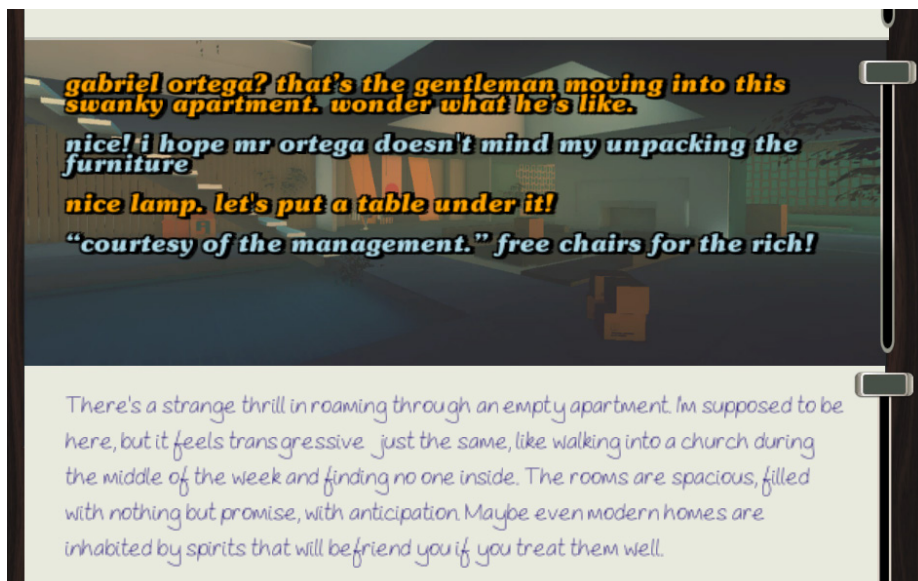 gabriel ortega? that's the gentleman moving into this
swanky apartment. wonder what he's like.
nice! i hope mr ortega doesn't mind my unpacking the
furniture
nice lamp. let's put a table under it!
“courtesy of the management.” free chairs for the rich!
There's a strange thrill in roaming through an empty apartment. I'm supposed to be
here, but it feels transgressive just the same, like walking into a church during
the middle of the week and finding no one inside. The rooms are spacious, filled
with nothing but promise, with anticipation. Maybe even modern homes are
inhabited by spirits that will befriend you if you treat them well.